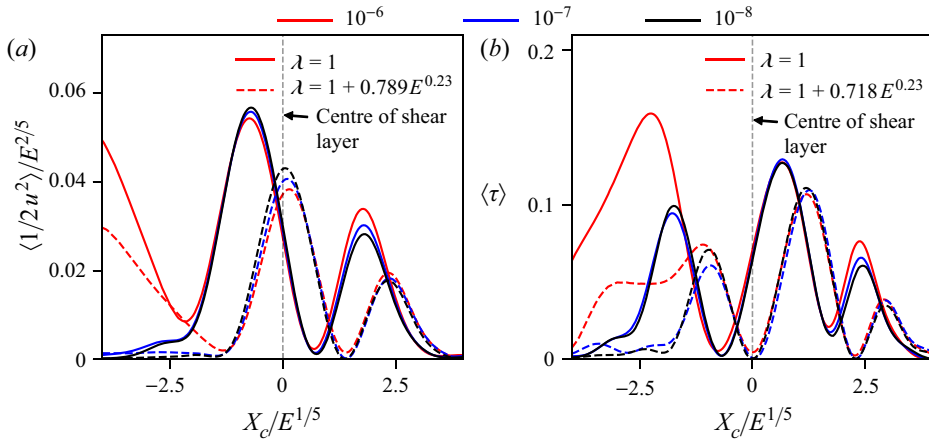 10⁻⁶ 10⁻⁷ 10⁻⁸
(a)
λ = 1
λ = 1 + 0.789E^0.23
Centre of shear
layer
⟨1/2u²⟩/E^2/5
0.06
0.04
0.02
0
−2.5 0 2.5
X_c/E^1/5
(b)
λ = 1
λ = 1 + 0.718E^0.23
Centre of shear
layer
⟨τ⟩
0.2
0.1
0
−2.5 0 2.5
X_c/E^1/5